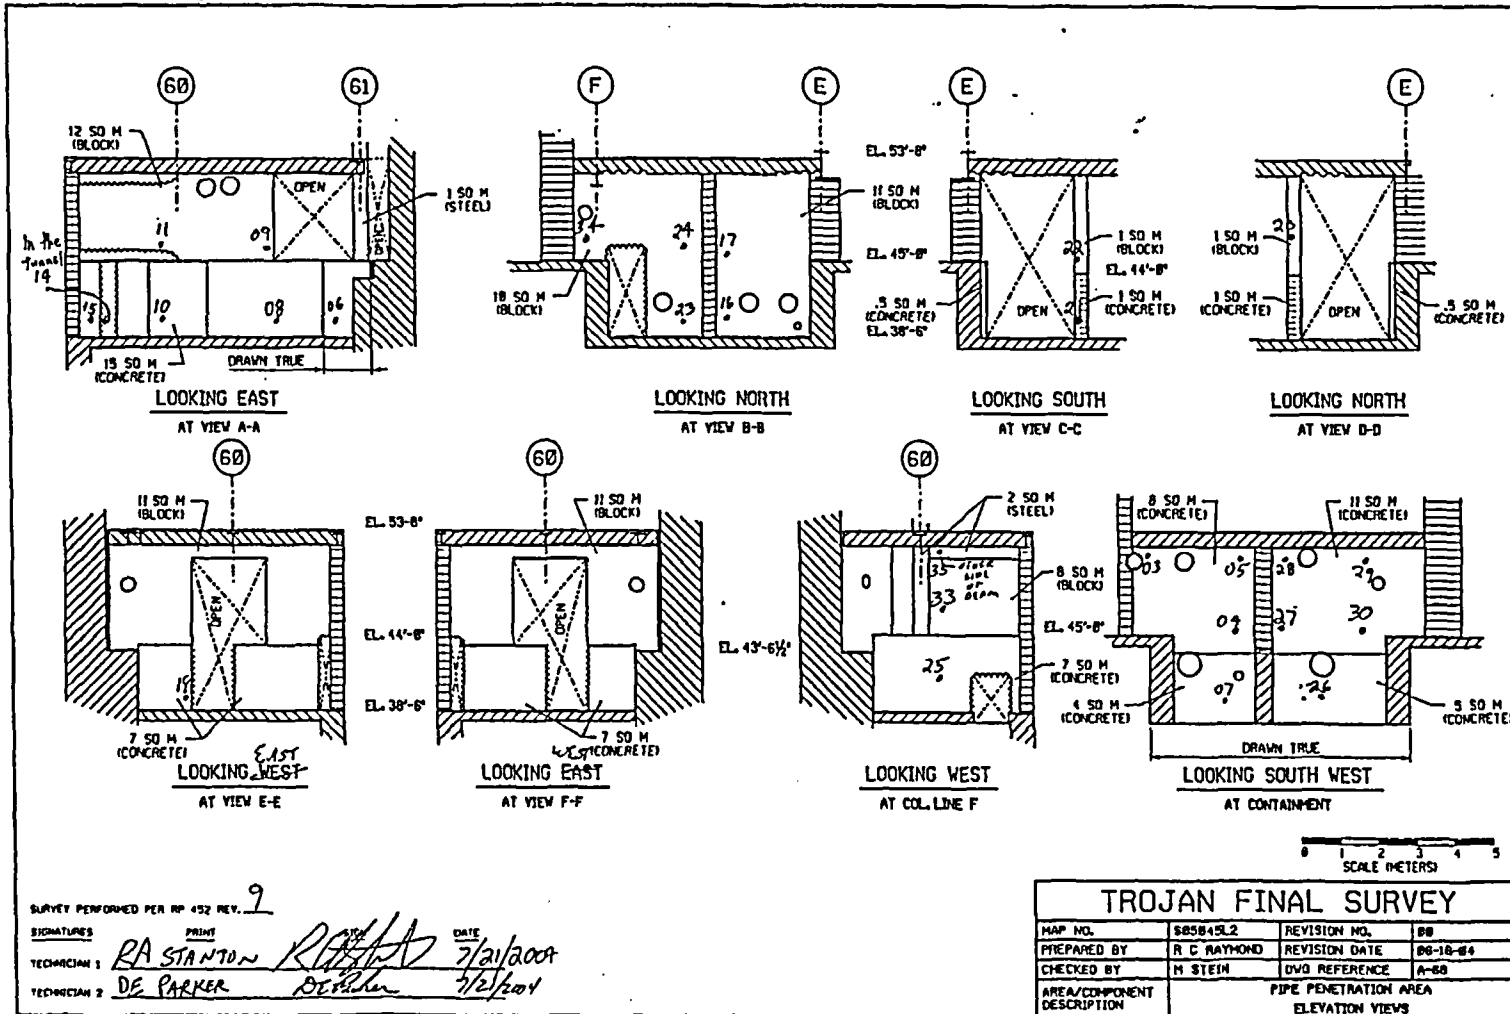 60
61
F
E
E
E
12 SQ M
(BLOCK)
OPEN
1 SQ M
(STEEL)
11
09
In the
tunnel
14
15
10
08
06
15 SQ M
(CONCRETE)
DRAWN TRUE
LOOKING EAST
AT VIEW A-A
34
24
17
11 SQ M
(BLOCK)
18 SQ M
(BLOCK)
23
16
LOOKING NORTH
AT VIEW B-B
EL. 53'-8"
EL. 45'-0"
.5 SQ M
(CONCRETE)
EL. 38'-6"
OPEN
22
1 SQ M
(BLOCK)
EL. 44'-0"
1 SQ M
(CONCRETE)
LOOKING SOUTH
AT VIEW C-C
1 SQ M
(BLOCK)
1 SQ M
(CONCRETE)
OPEN
.5 SQ M
(CONCRETE)
LOOKING NORTH
AT VIEW D-D
60
60
60
11 SQ M
(BLOCK)
OPEN
7 SQ M
(CONCRETE)
EAST
LOOKING WEST
AT VIEW E-E
EL. 53-8"
EL. 44'-0"
EL. 38'-6"
11 SQ M
(BLOCK)
OPEN
7 SQ M
(CONCRETE)
WEST
LOOKING EAST
AT VIEW F-F
EL. 43'-6½"
2 SQ M
(STEEL)
35
33
8 SQ M
(BLOCK)
25
7 SQ M
(CONCRETE)
LOOKING WEST
AT COL. LINE F
8 SQ M
(CONCRETE)
11 SQ M
(CONCRETE)
03
05
28
29
EL. 45'-0"
04
27
30
07
26
4 SQ M
(CONCRETE)
5 SQ M
(CONCRETE)
DRAWN TRUE
LOOKING SOUTH WEST
AT CONTAINMENT
0 1 2 3 4 5
SCALE (METERS)
SURVEY PERFORMED PER RP 452 REV. 9
SIGNATURES PRINT SIGN DATE
TECHNICIAN 1 RA STANTON 7/21/2004
TECHNICIAN 2 DE PARKER DE Parker 7/21/2004
TROJAN FINAL SURVEY
MAP NO. S05045L2 REVISION NO. 00
PREPARED BY R C RAYMOND REVISION DATE 06-16-04
CHECKED BY M STEIN DWG REFERENCE A-60
AREA/COMPONENT
DESCRIPTION
PIPE PENETRATION AREA
ELEVATION VIEWS